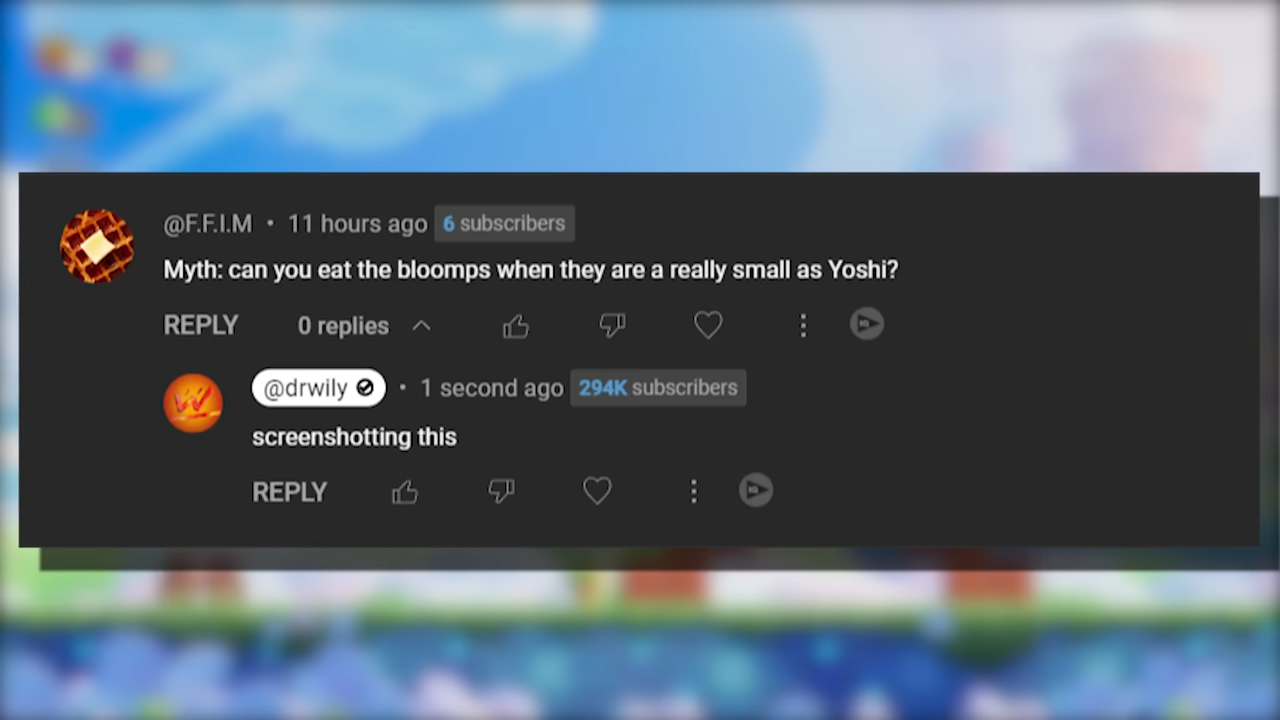 @F.F.I.M • 11 hours ago 6 subscribers
Myth: can you eat the bloomps when they are a really small as Yoshi?
REPLY 0 replies
@drwily • 1 second ago 294K subscribers
screenshotting this
REPLY